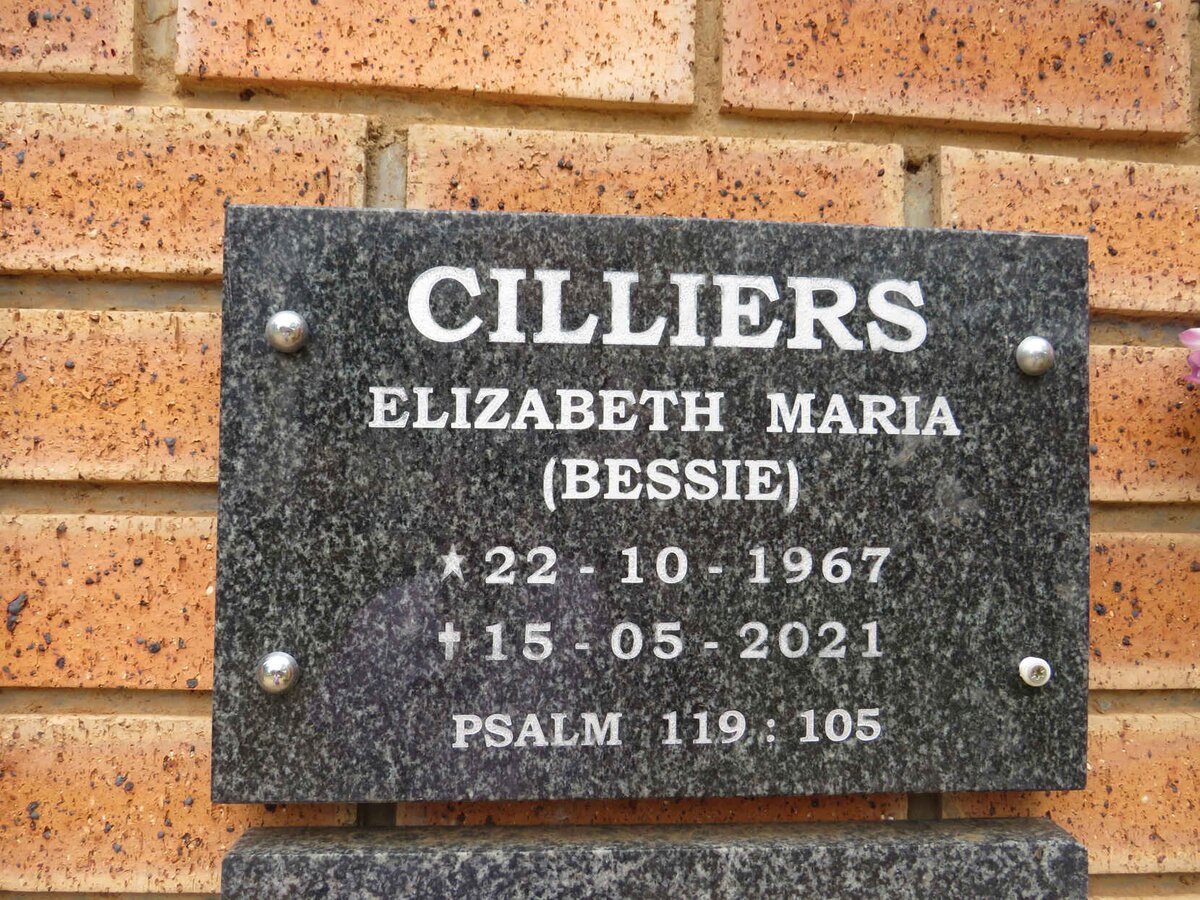 CILLIERS
ELIZABETH MARIA
(BESSIE)
★ 22 - 10 - 1967
✝ 15 - 05 - 2021
PSALM 119 : 105